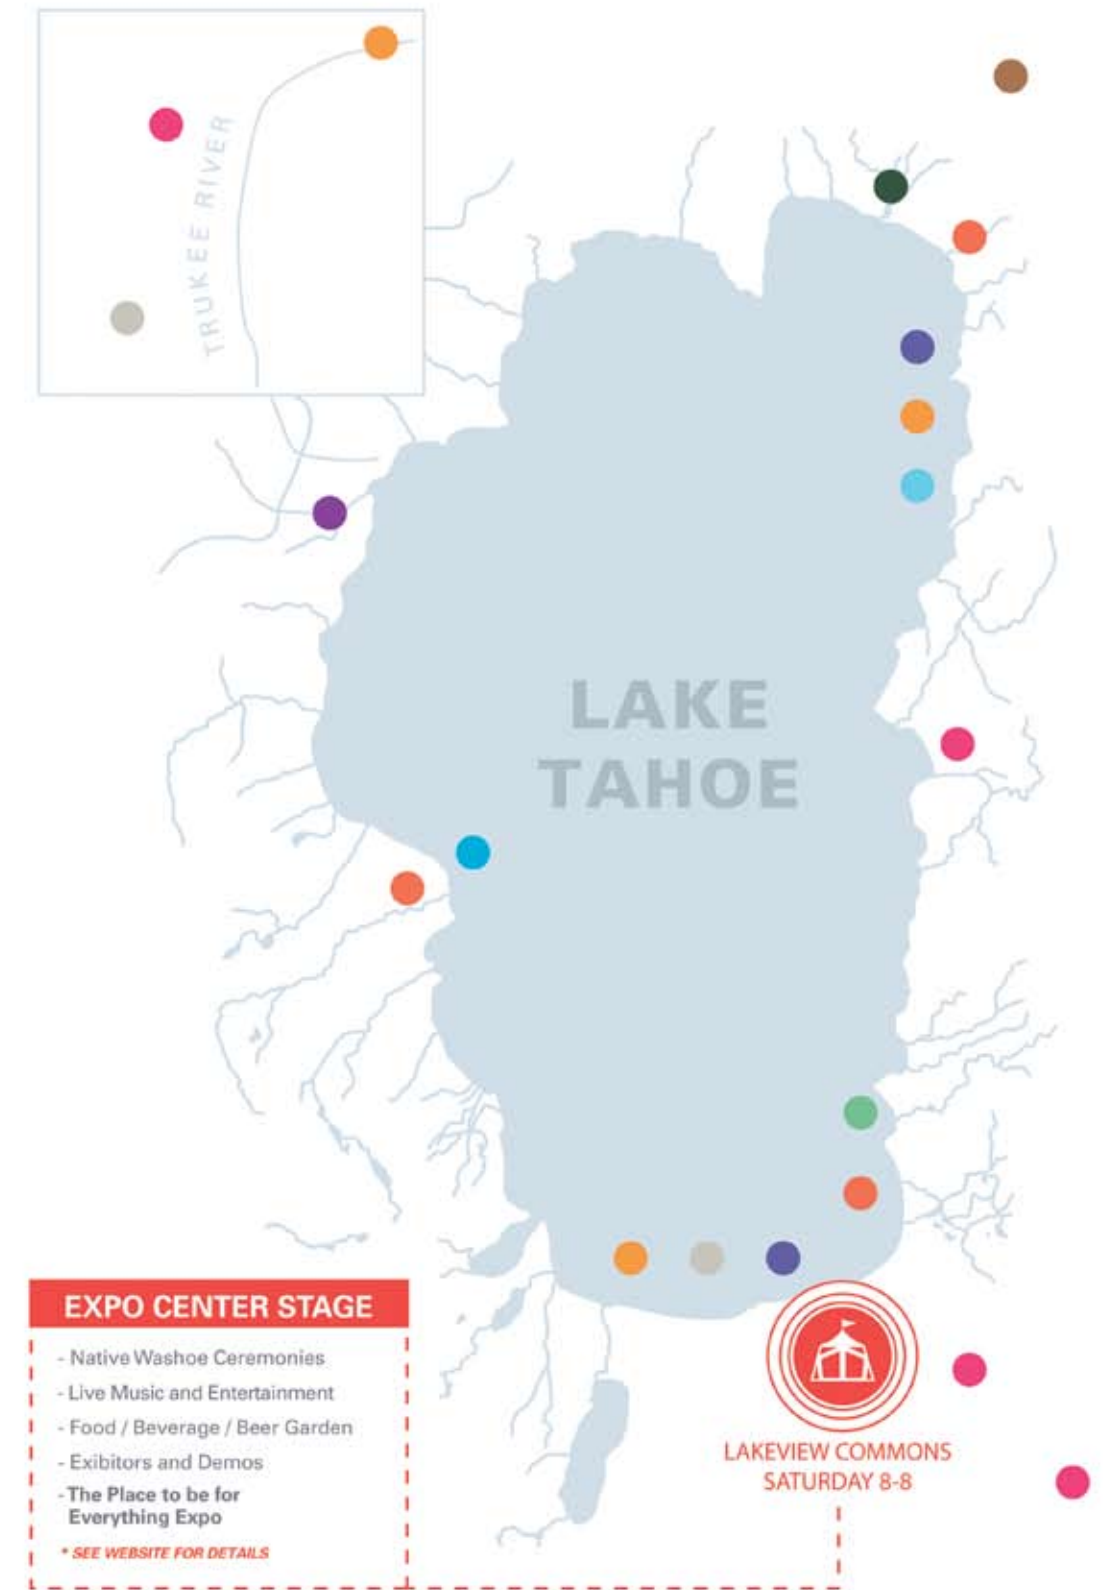 TRUKEE RIVER
LAKE
TAHOE
EXPO CENTER STAGE
- Native Washoe Ceremonies
- Live Music and Entertainment
- Food / Beverage / Beer Garden
- Exibitors and Demos
- The Place to be for
Everything Expo
* SEE WEBSITE FOR DETAILS
LAKEVIEW COMMONS
SATURDAY 8-8